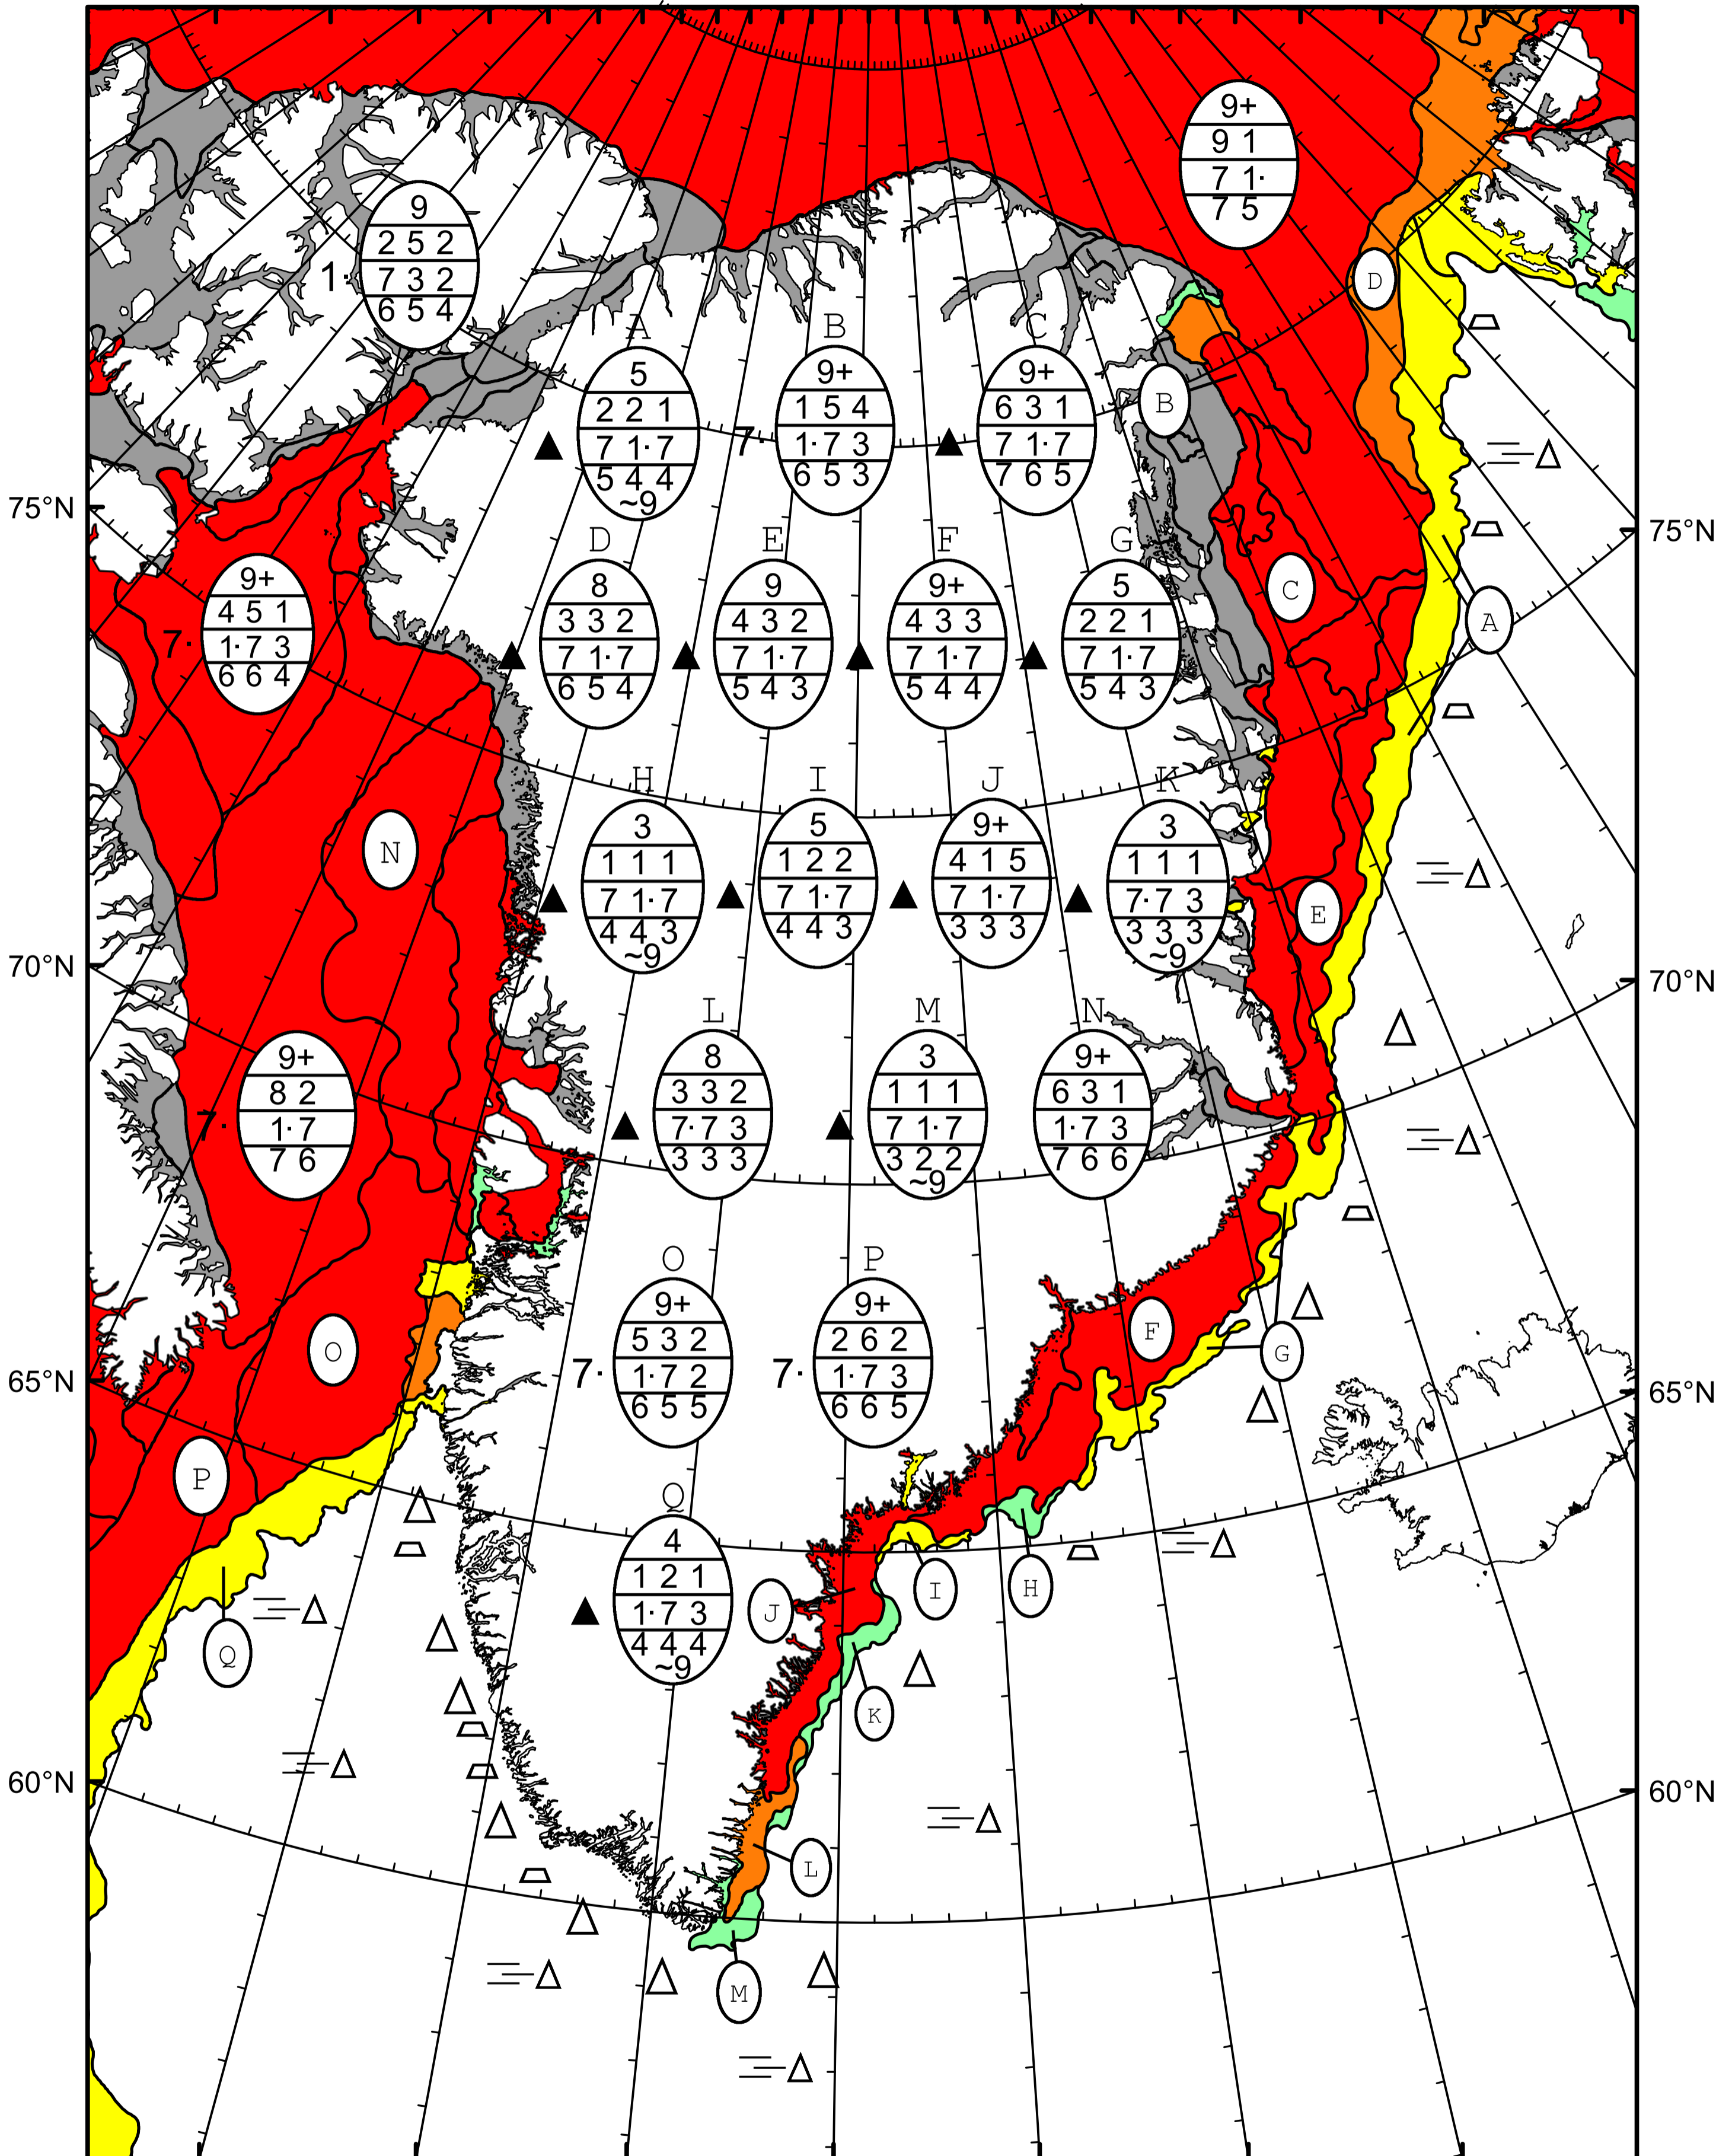 9+
9 1
7 1·
7 5
9
2 5 2
1· 7 3 2
6 5 4
D
A B C
5
2 2 1
7 1·7
5 4 4
~9
9+
1 5 4
7· 1·7 3
6 5 3
9+
6 3 1
7 1·7
7 6 5
B
75°N
75°N
D E F G
8
3 3 2
7 1·7
6 5 4
9
4 3 2
7 1·7
5 4 3
9+
4 3 3
7 1·7
5 4 4
5
2 2 1
7 1·7
5 4 3
9+
4 5 1
7· 1·7 3
6 6 4
C
A
H I J K
3
1 1 1
7 1·7
4 4 3
~9
5
1 2 2
7 1·7
4 4 3
9+
4 1 5
7 1·7
3 3 3
3
1 1 1
7·7 3
3 3 3
~9
N
E
70°N
70°N
L M N
8
3 3 2
7·7 3
3 3 3
3
1 1 1
7 1·7
3 2 2
~9
9+
6 3 1
1·7 3
7 6 6
9+
8 2
7· 1·7
7 6
O P
9+
5 3 2
7· 1·7 2
6 5 5
9+
2 6 2
7· 1·7 3
6 6 5
O
F
G
65°N
65°N
P
Q
4
1 2 1
1·7 3
4 4 4
~9
J
I
H
Q
K
60°N
60°N
L
M